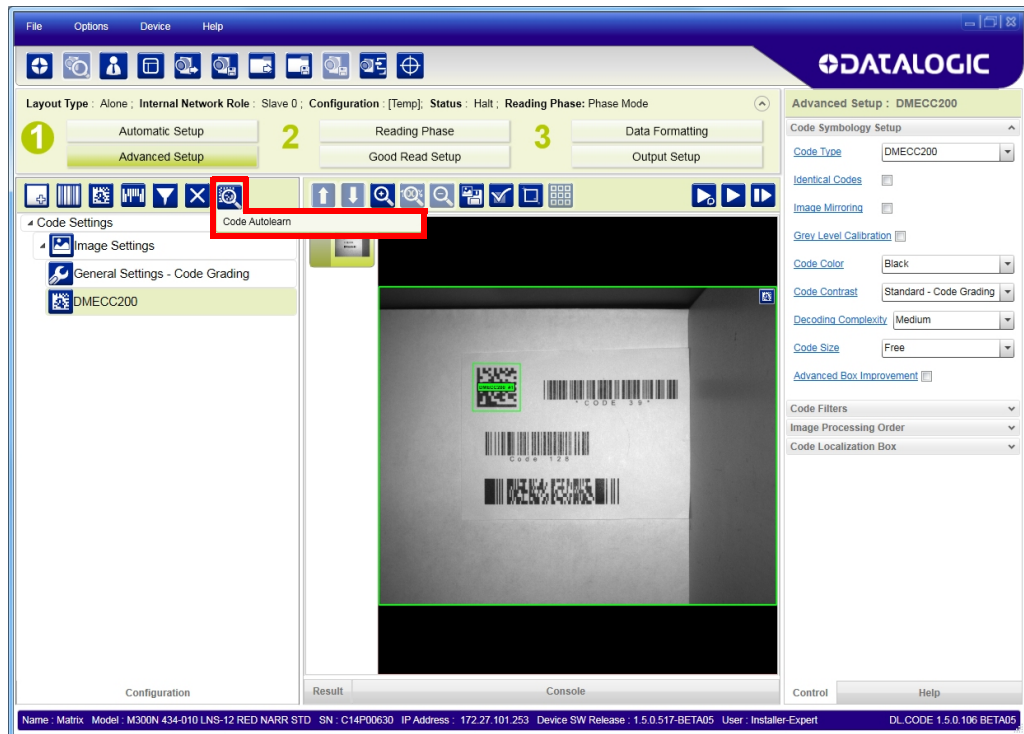 File Options Device Help
DATALOGIC
Layout Type : Alone ; Internal Network Role : Slave 0 ; Configuration : [Temp]; Status : Halt ; Reading Phase: Phase Mode
1 Automatic Setup 2 Reading Phase 3 Data Formatting
Advanced Setup Good Read Setup Output Setup
Code Autolearn
Code Settings
Image Settings
General Settings - Code Grading
DMECC200
DMECC200 #1
*CODE 39*
Code 128
Configuration
Result Console
Advanced Setup : DMECC200
Code Symbology Setup
Code Type DMECC200
Identical Codes
Image Mirroring
Grey Level Calibration
Code Color Black
Code Contrast Standard - Code Grading
Decoding Complexity Medium
Code Size Free
Advanced Box Improvement
Code Filters
Image Processing Order
Code Localization Box
Control Help
Name : Matrix Model : M300N 434-010 LNS-12 RED NARR STD SN : C14P00630 IP Address : 172.27.101.253 Device SW Release : 1.5.0.517-BETA05 User : Installer-Expert DL.CODE 1.5.0.106 BETA05